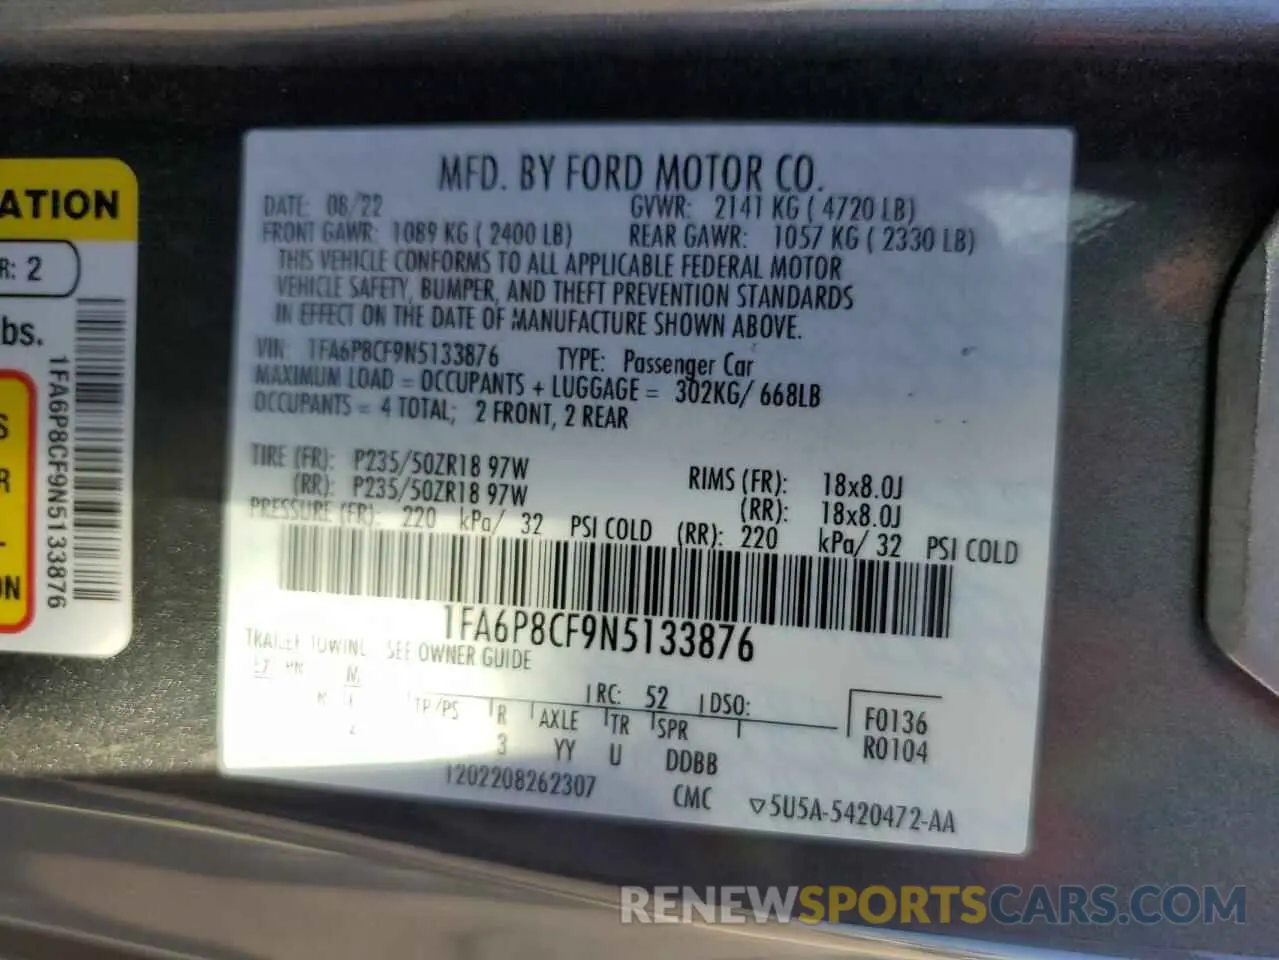 ATION
R: 2
bs.
1FA6P8CF9N5133876
S
R
ON
MFD. BY FORD MOTOR CO.
DATE: 08/22 GVWR: 2141 KG ( 4720 LB)
FRONT GAWR: 1089 KG ( 2400 LB) REAR GAWR: 1057 KG ( 2330 LB)
THIS VEHICLE CONFORMS TO ALL APPLICABLE FEDERAL MOTOR
VEHICLE SAFETY, BUMPER, AND THEFT PREVENTION STANDARDS
IN EFFECT ON THE DATE OF MANUFACTURE SHOWN ABOVE.
VIN: 1FA6P8CF9N5133876 TYPE: Passenger Car
MAXIMUM LOAD = OCCUPANTS + LUGGAGE = 302KG/ 668LB
OCCUPANTS = 4 TOTAL; 2 FRONT, 2 REAR
TIRE (FR): P235/50ZR18 97W RIMS (FR): 18x8.0J
(RR): P235/50ZR18 97W (RR): 18x8.0J
PRESSURE (FR): 220 kPa/ 32 PSI COLD (RR): 220 kPa/ 32 PSI COLD
1FA6P8CF9N5133876
TRAILER TOWING SEE OWNER GUIDE
RC: 52 DSO:
TP/PS R AXLE TR SPR F0136
3 YY U DDBB R0104
1202208262307 CMC ▽5U5A-5420472-AA
RENEWSPORTSCARS.COM